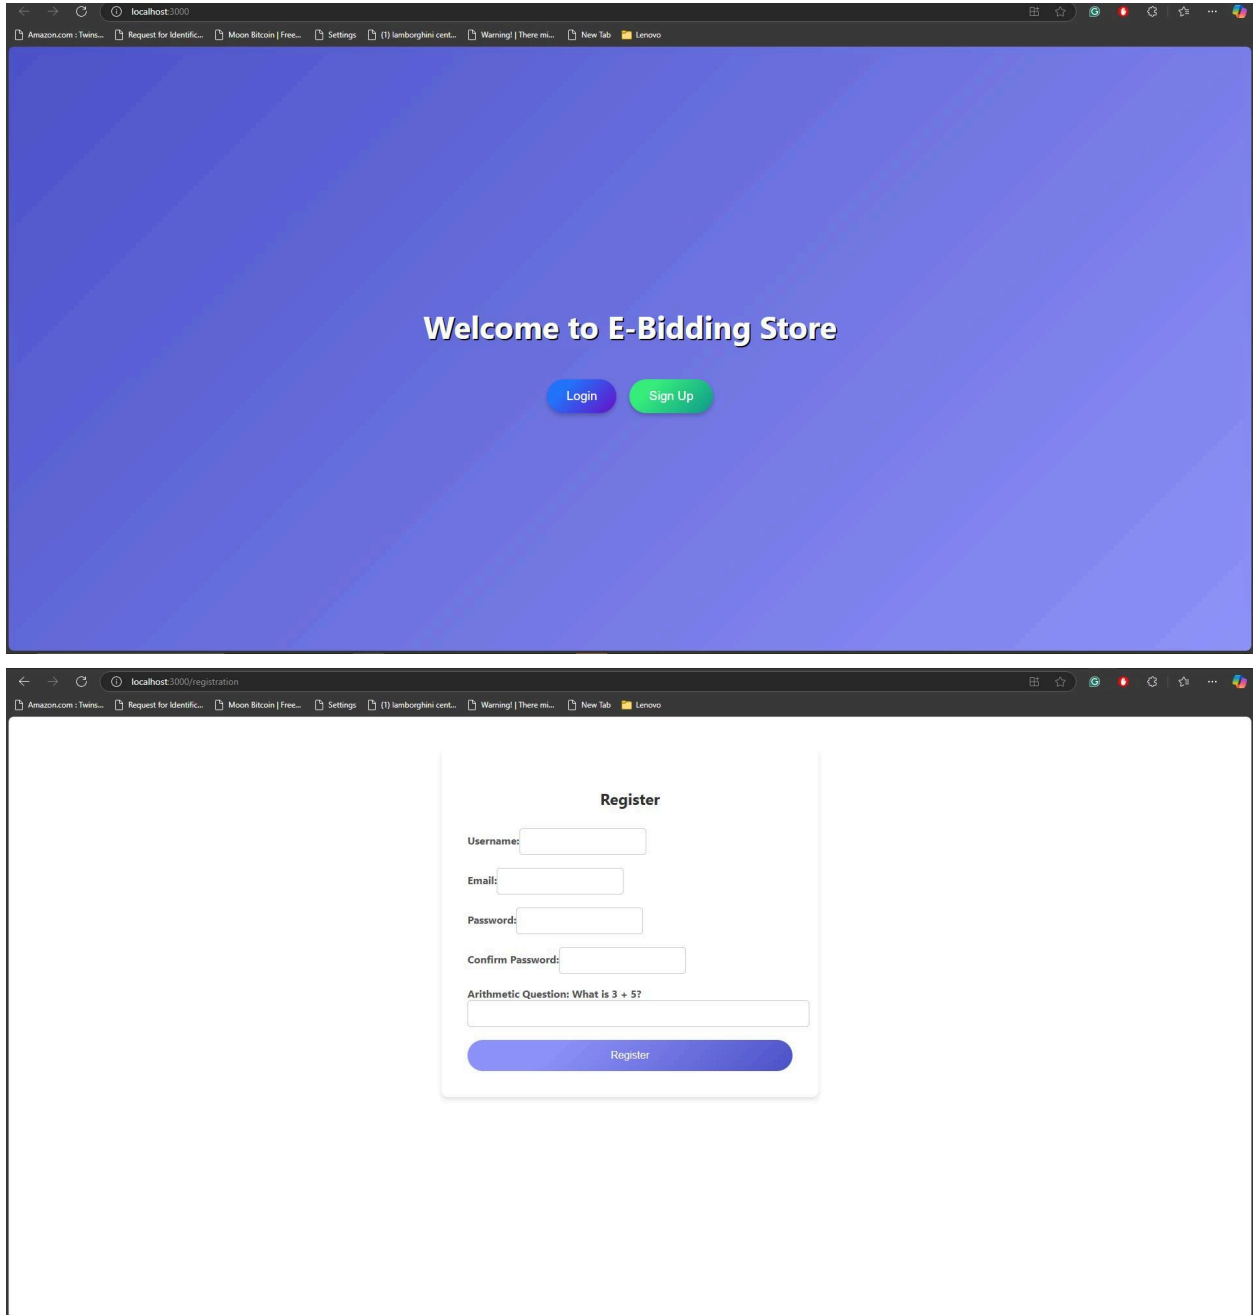 localhost:3000
Amazon.com : Twins... Request for Identific... Moon Bitcoin | Free... Settings (1) lamborghini cent... Warning! | There mi... New Tab Lenovo
Welcome to E-Bidding Store
Login Sign Up
localhost:3000/registration
Amazon.com : Twins... Request for Identific... Moon Bitcoin | Free... Settings (1) lamborghini cent... Warning! | There mi... New Tab Lenovo
Register
Username:
Email:
Password:
Confirm Password:
Arithmetic Question: What is 3 + 5?
Register